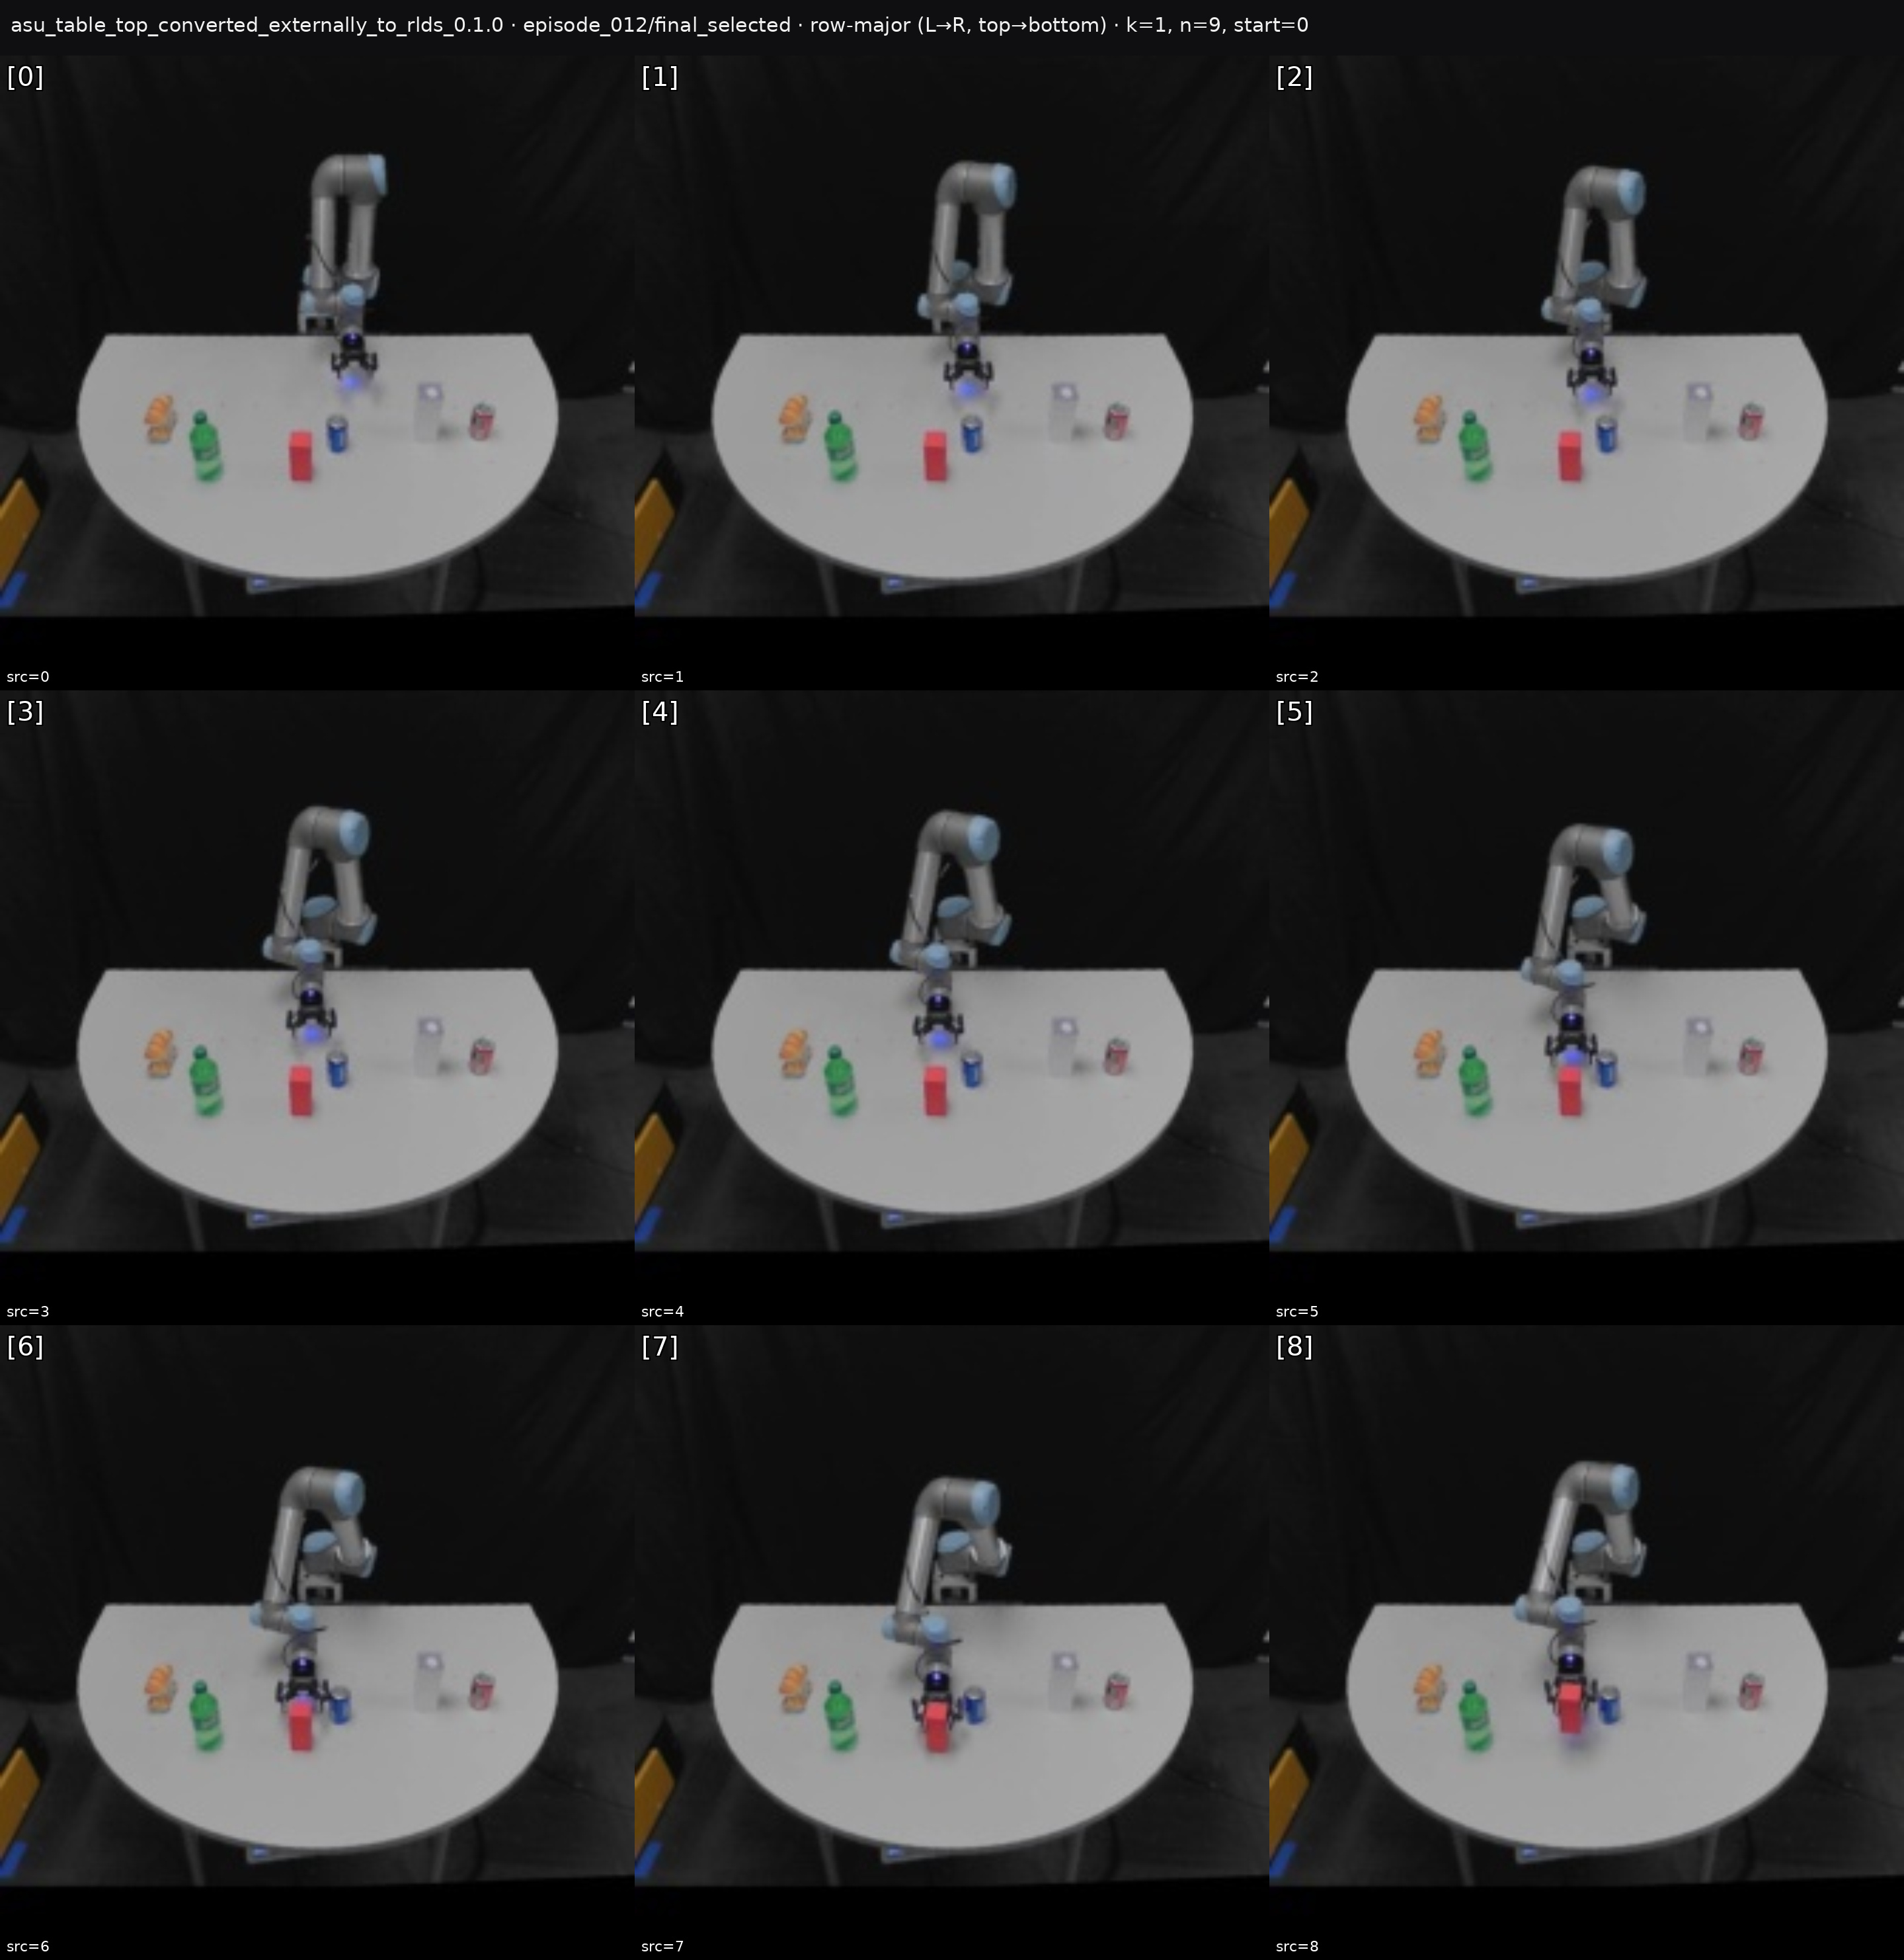 asu_table_top_converted_externally_to_rlds_0.1.0 · episode_012/final_selected · row-major (L→R, top→bottom) · k=1, n=9, start=0
[0]
[1]
[2]
src=0
src=1
src=2
[3]
[4]
[5]
src=3
src=4
src=5
[6]
[7]
[8]
src=6
src=7
src=8